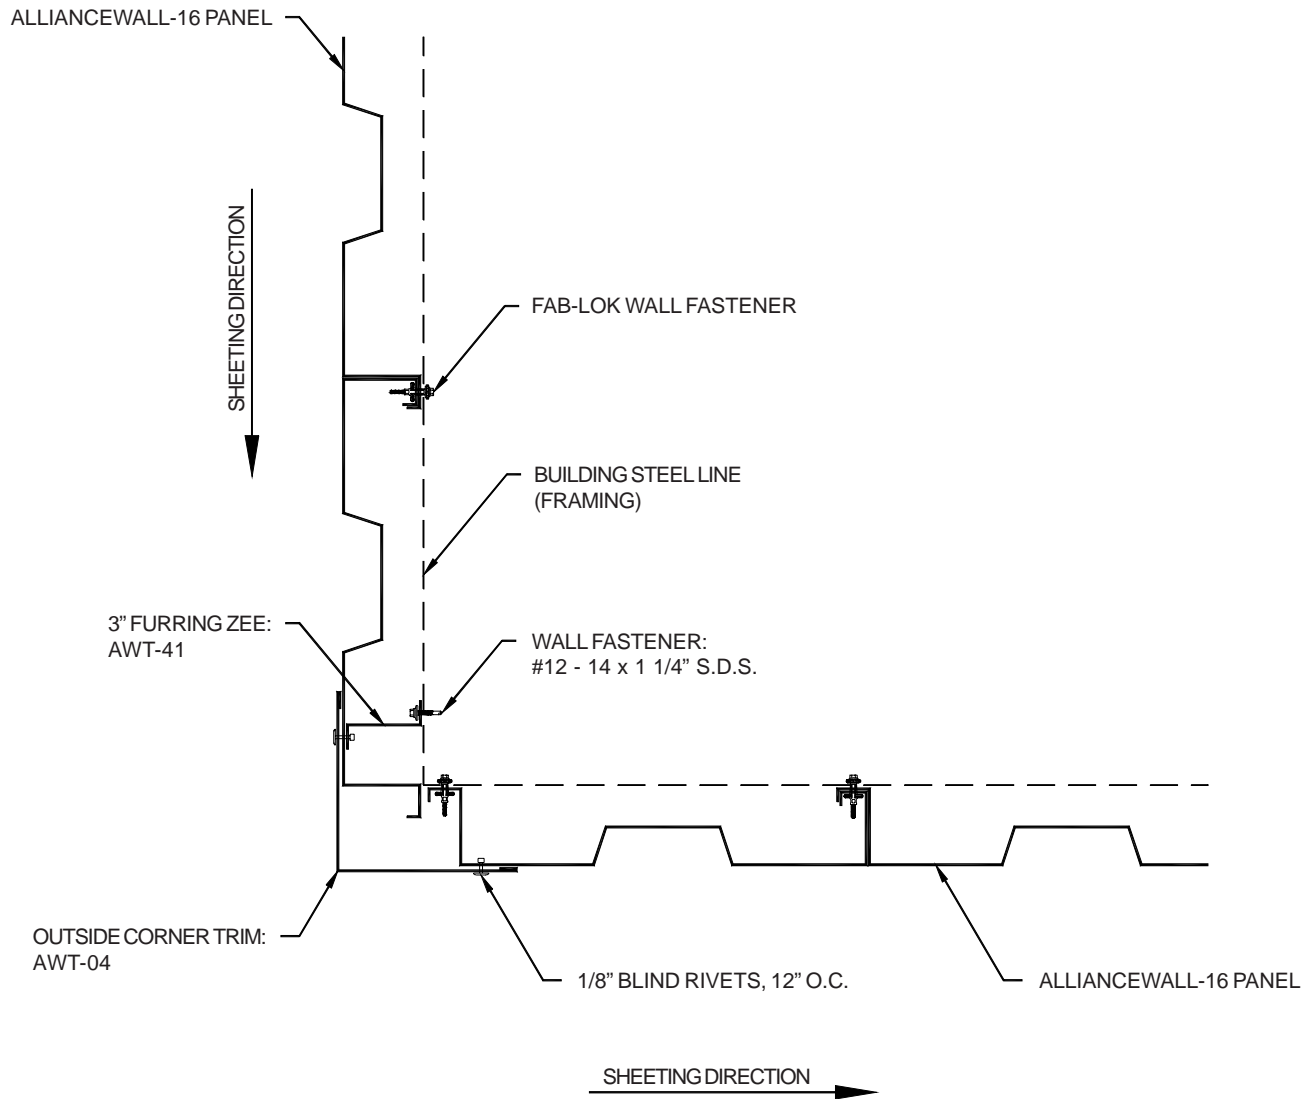 ALLIANCEWALL-16 PANEL
SHEETING DIRECTION
FAB-LOK WALL FASTENER
BUILDING STEEL LINE
(FRAMING)
3” FURRING ZEE:
AWT-41
WALL FASTENER:
#12 - 14 x 1 1/4” S.D.S.
OUTSIDE CORNER TRIM:
AWT-04
1/8” BLIND RIVETS, 12” O.C.
ALLIANCEWALL-16 PANEL
SHEETING DIRECTION